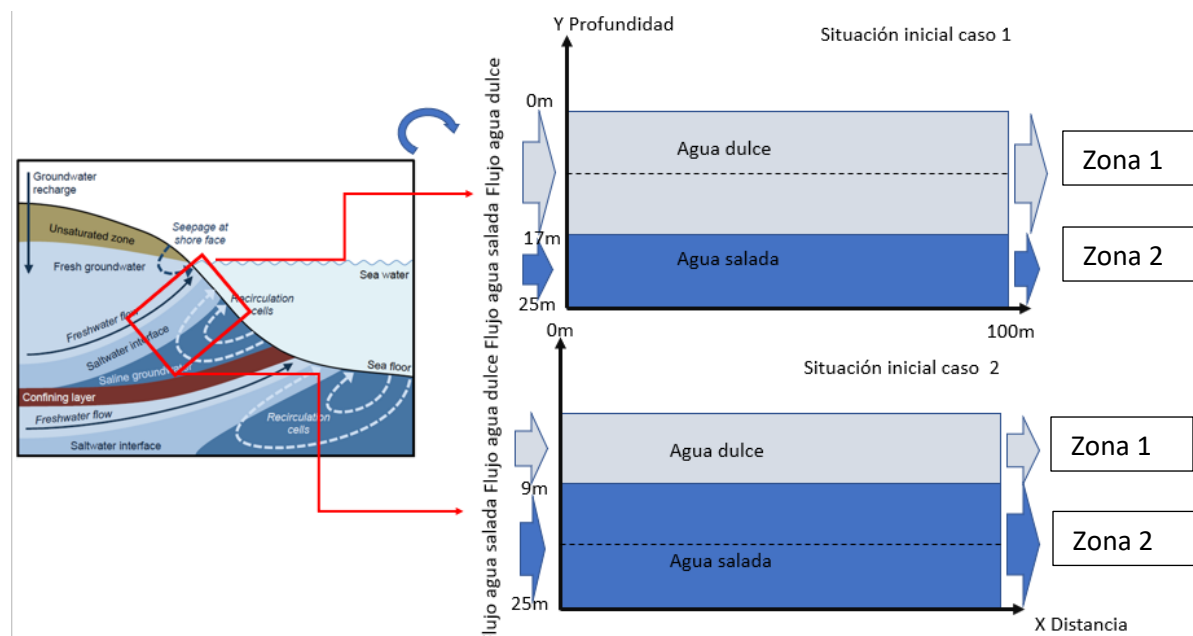 Groundwater
recharge
Unsaturated zone
Seepage at
shore face
Fresh groundwater
Sea water
Recirculation
cells
Freshwater flow
Saltwater interface
Saline groundwater
Sea floor
Confining layer
Freshwater flow
Recirculation
cells
Saltwater interface
lujo agua salada Flujo agua dulce Flujo agua salada Flujo agua dulce
Y Profundidad
Situación inicial caso 1
0m
Agua dulce
Zona 1
17m
Agua salada
Zona 2
25m
0m
100m
Situación inicial caso 2
Agua dulce
Zona 1
9m
Zona 2
Agua salada
25m
X Distancia